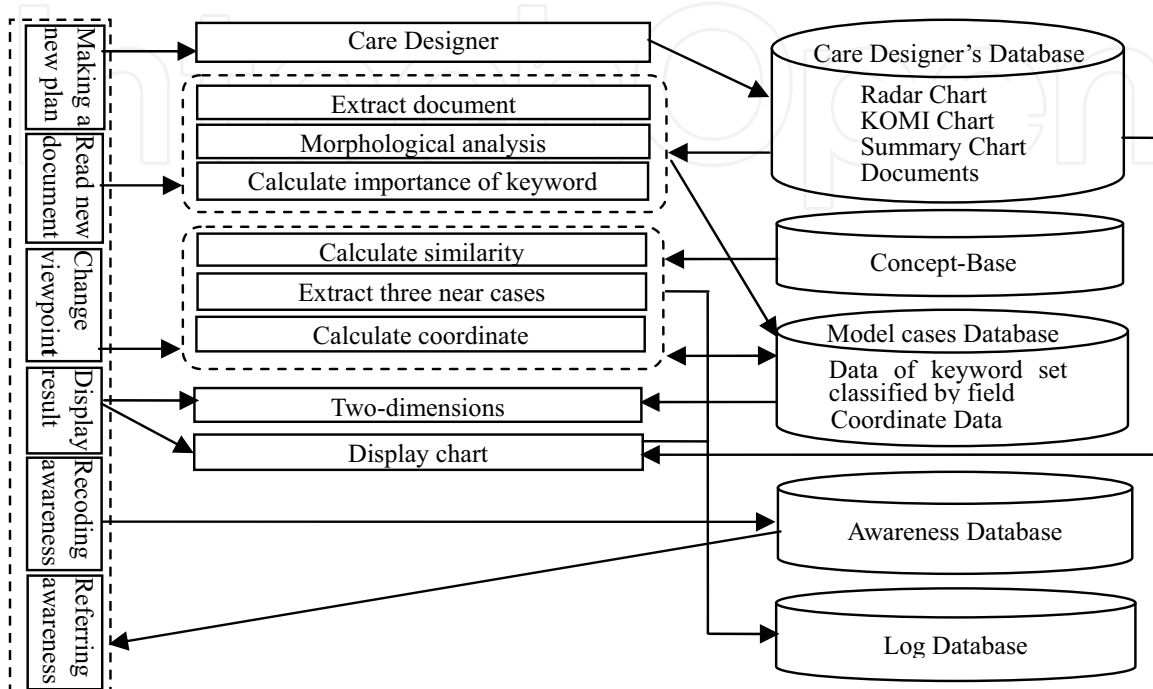 Making a
new plan
Read new
document
Change
viewpoint
Display
result
Recoding
awareness
Referring
awareness
Care Designer
Extract document
Morphological analysis
Calculate importance of keyword
Calculate similarity
Extract three near cases
Calculate coordinate
Two-dimensions
Display chart
Care Designer's Database
Radar Chart
KOMI Chart
Summary Chart
Documents
Concept-Base
Model cases Database
Data of keyword set
classified by field
Coordinate Data
Awareness Database
Log Database